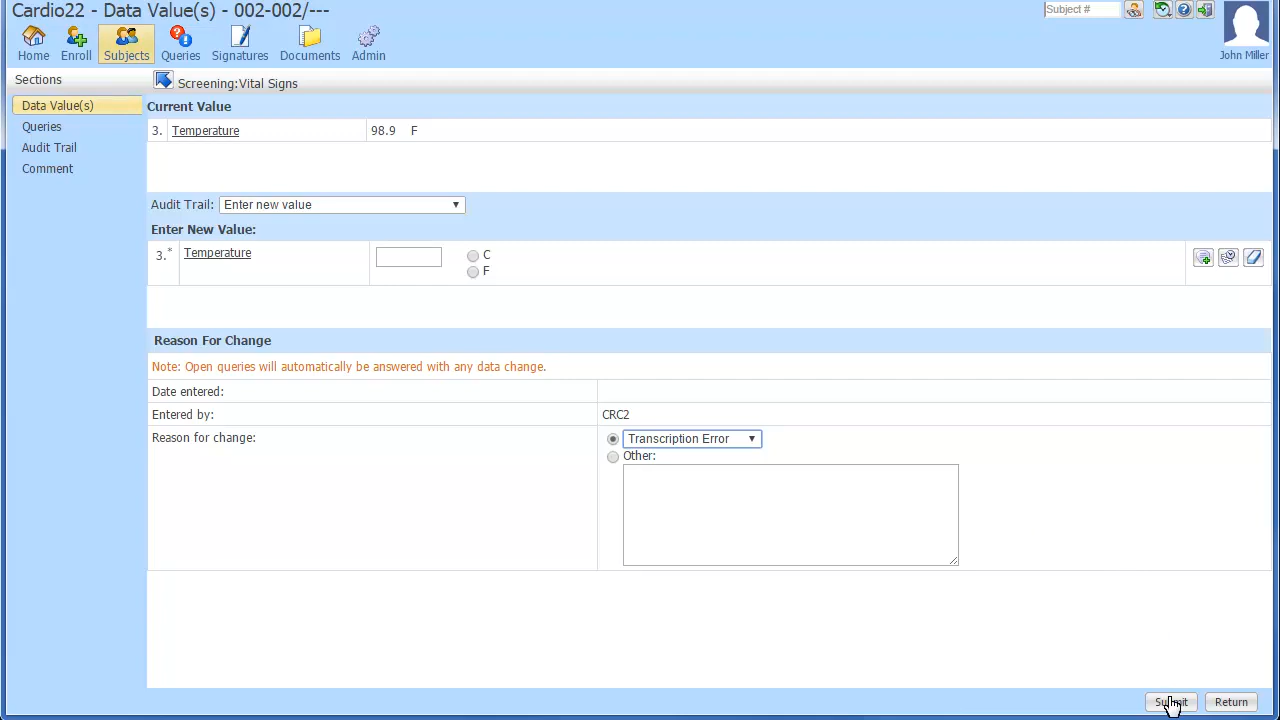 Cardio22 - Data Value(s) - 002-002/---
Subject #
Home Enroll Subjects Queries Signatures Documents Admin
John Miller
Sections
Screening:Vital Signs
Data Value(s)
Queries
Audit Trail
Comment
Current Value
3. Temperature 98.9 F
Audit Trail: Enter new value
Enter New Value:
3.* Temperature C
F
Reason For Change
Note: Open queries will automatically be answered with any data change.
Date entered:
Entered by: CRC2
Reason for change: Transcription Error
Other:
Submit Return